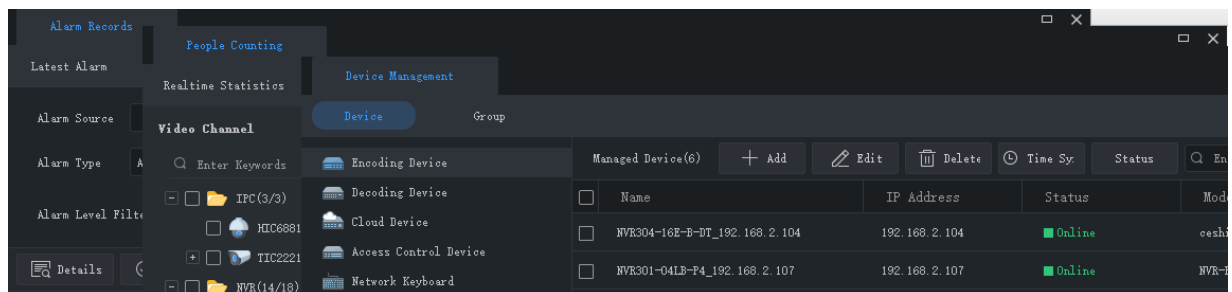 Alarm Records
Latest Alarm
Alarm Source
Alarm Type
Alarm Level
Details
People Counting
Realtime Statistics
Video Channel
Enter Keywords
IPC(3/3)
HIC6881
TIC2221
NVR(14/18)
Device Management
Device Group
Encoding Device
Decoding Device
Cloud Device
Access Control Device
Network Keyboard
Managed Device(6) Add Edit Delete Time Sy. Status En
Name IP Address Status Mod
NVR304-16E-B-DT_192.168.2.104 192.168.2.104 Online ceshi
NVR301-04LB-P4_192.168.2.107 192.168.2.107 Online NVR-